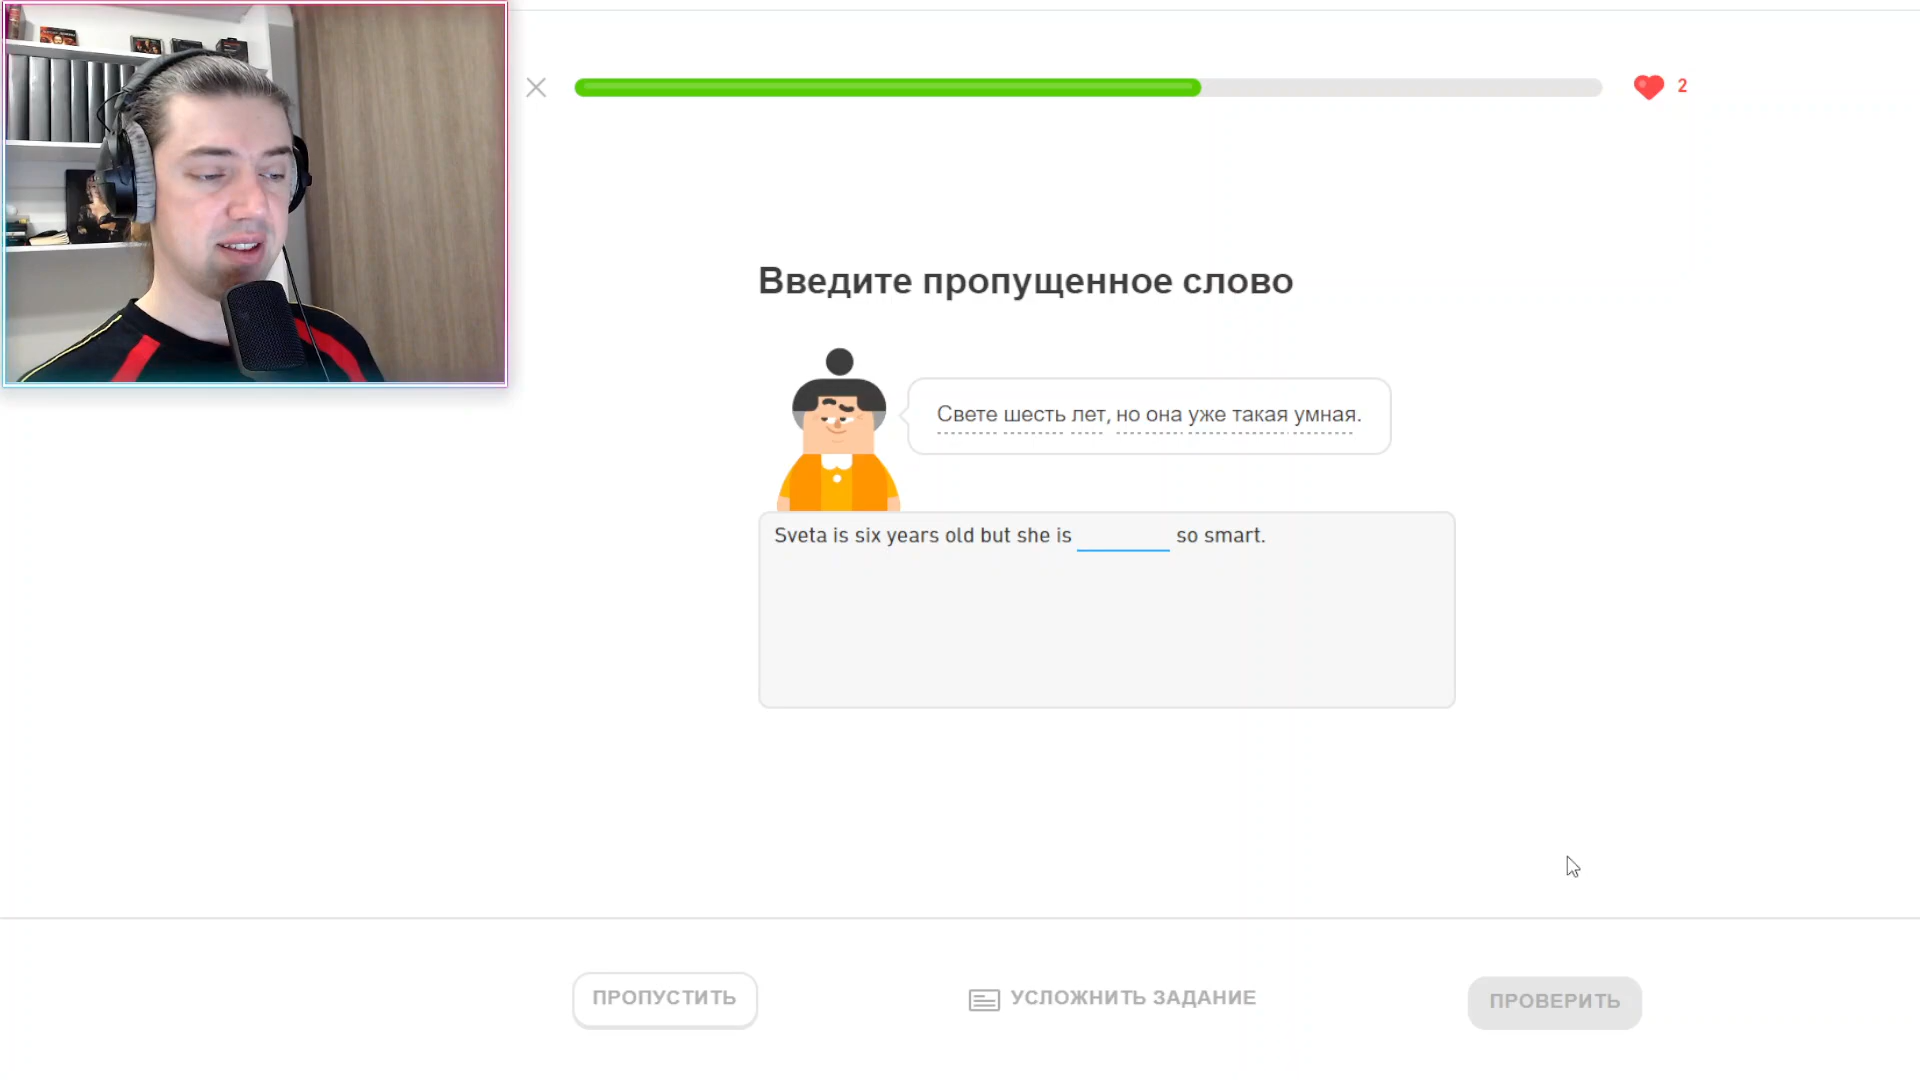 2
Введите пропущенное слово
Свете шесть лет, но она уже такая умная.
Sveta is six years old but she is ________ so smart.
ПРОПУСТИТЬ
УСЛОЖНИТЬ ЗАДАНИЕ
ПРОВЕРИТЬ